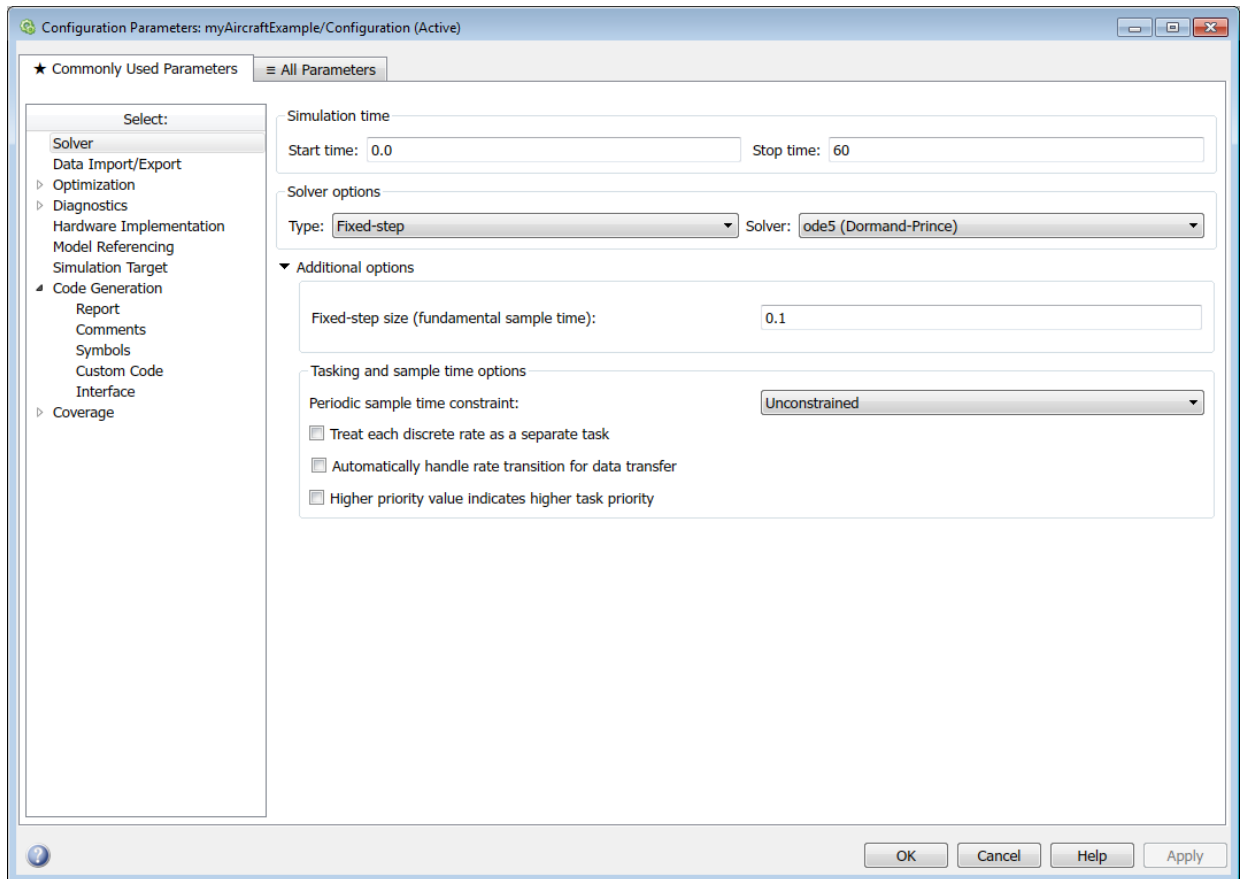 Configuration Parameters: myAircraftExample/Configuration (Active)
★ Commonly Used Parameters
≡ All Parameters
Select:
Solver
Data Import/Export
Optimization
Diagnostics
Hardware Implementation
Model Referencing
Simulation Target
Code Generation
Report
Comments
Symbols
Custom Code
Interface
Coverage
Simulation time
Start time: 0.0 Stop time: 60
Solver options
Type: Fixed-step Solver: ode5 (Dormand-Prince)
Additional options
Fixed-step size (fundamental sample time): 0.1
Tasking and sample time options
Periodic sample time constraint: Unconstrained
Treat each discrete rate as a separate task
Automatically handle rate transition for data transfer
Higher priority value indicates higher task priority
OK Cancel Help Apply